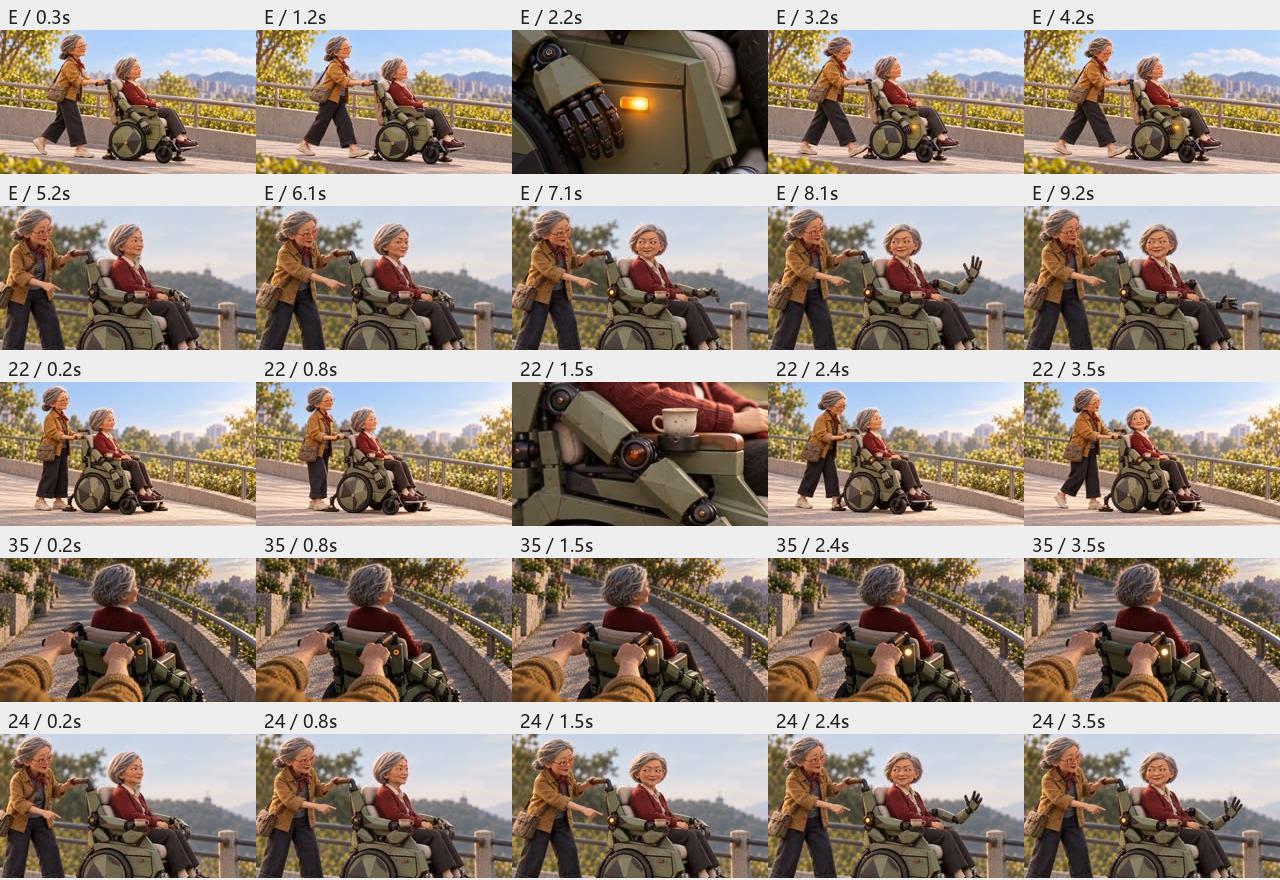 E / 0.3s
E / 1.2s
E / 2.2s
E / 3.2s
E / 4.2s
E / 5.2s
E / 6.1s
E / 7.1s
E / 8.1s
E / 9.2s
22 / 0.2s
22 / 0.8s
22 / 1.5s
22 / 2.4s
22 / 3.5s
35 / 0.2s
35 / 0.8s
35 / 1.5s
35 / 2.4s
35 / 3.5s
24 / 0.2s
24 / 0.8s
24 / 1.5s
24 / 2.4s
24 / 3.5s